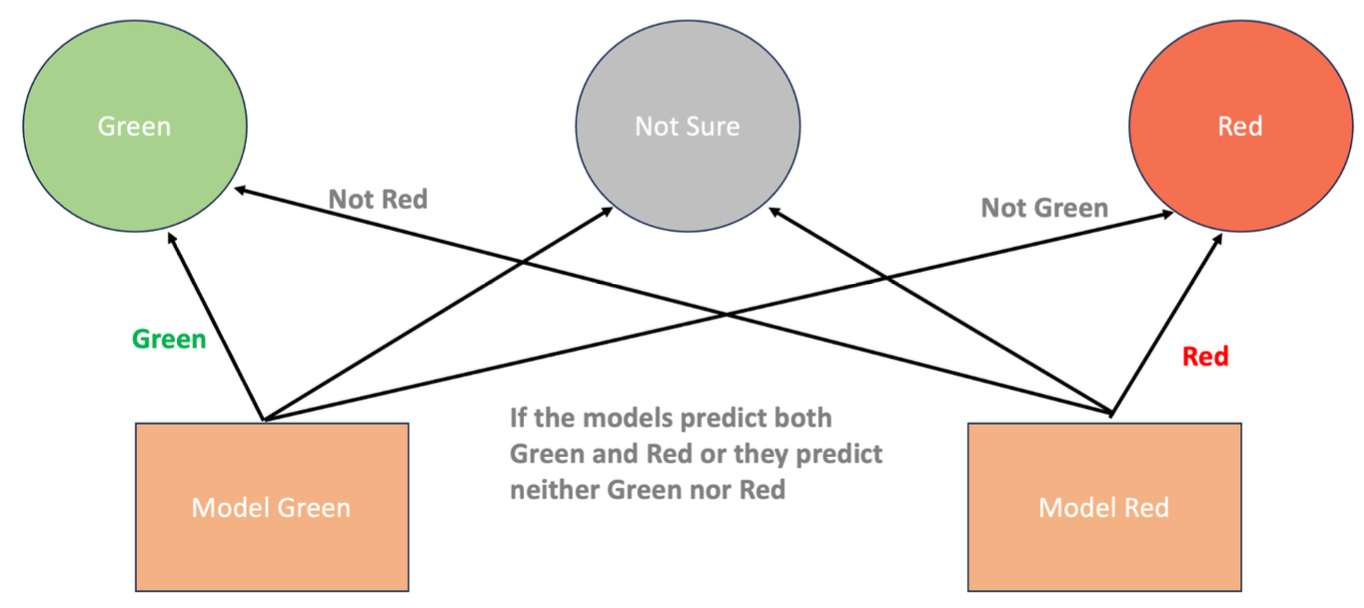 Green
Not Sure
Red
Not Red
Not Green
Green
Red
If the models predict both
Green and Red or they predict
neither Green nor Red
Model Green
Model Red